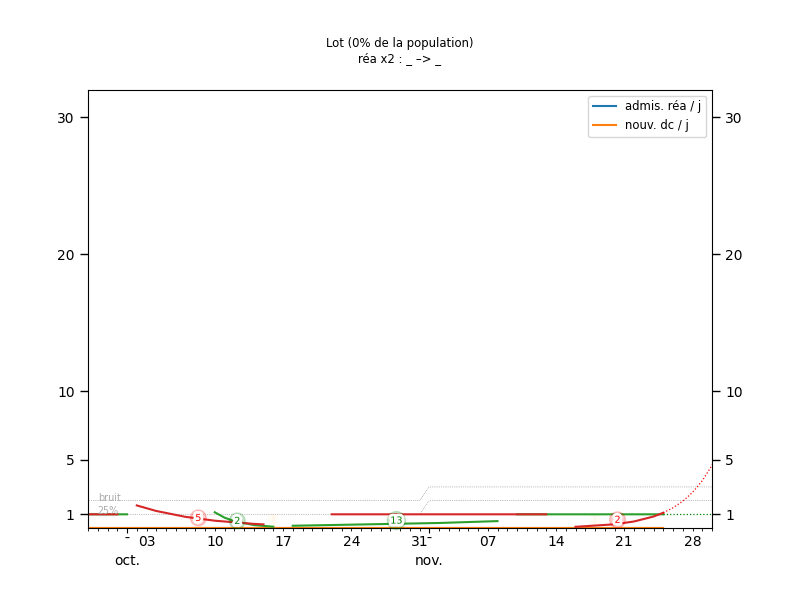 Lot (0% de la population)
réa x2 : _ –> _
admis. réa / j
nouv. dc / j
30 30
20 20
10 10
5 5
1 1
bruit
25%
5 2 13 2
- 03 10 17 24 31 07 14 21 28
oct. nov.